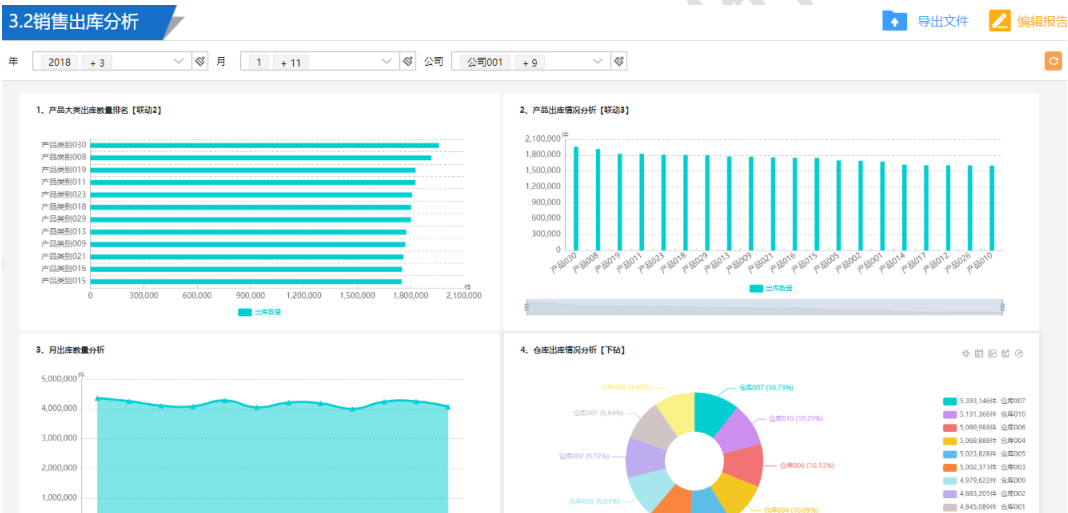 3.2销售出库分析
导出文件
编辑报告
年 2018 + 3 月 1 + 11 公司 公司001 + 9
1、产品大类出库数量排名【联动2】
产品类别030
产品类别008
产品类别019
产品类别011
产品类别023
产品类别018
产品类别029
产品类别013
产品类别009
产品类别021
产品类别016
产品类别015
件
0 300,000 600,000 900,000 1,200,000 1,500,000 1,800,000 2,100,000
出库数量
2、产品出库情况分析【联动3】
件
2,100,000
1,800,000
1,500,000
1,200,000
900,000
600,000
300,000
0
产品030 产品008 产品019 产品011 产品023 产品018 产品029 产品013 产品009 产品021 产品016 产品015 产品005 产品002 产品001 产品014 产品017 产品012 产品026 产品010
出库数量
3、月出库数量分析
件
5,000,000
4,000,000
3,000,000
2,000,000
1,000,000
4、仓库出库情况分析【下钻】
仓库007 (10.73%)
仓库010 (10.21%)
仓库006 (10.13%)
仓库004 (10.09%)
仓库009 (9.91%)
仓库002 (9.72%)
仓库001 (9.64%)
5,393,146件 仓库007
5,131,366件 仓库010
5,089,988件 仓库006
5,069,888件 仓库004
5,023,828件 仓库005
5,002,373件 仓库003
4,979,622件 仓库009
4,883,205件 仓库002
4,845,089件 仓库001